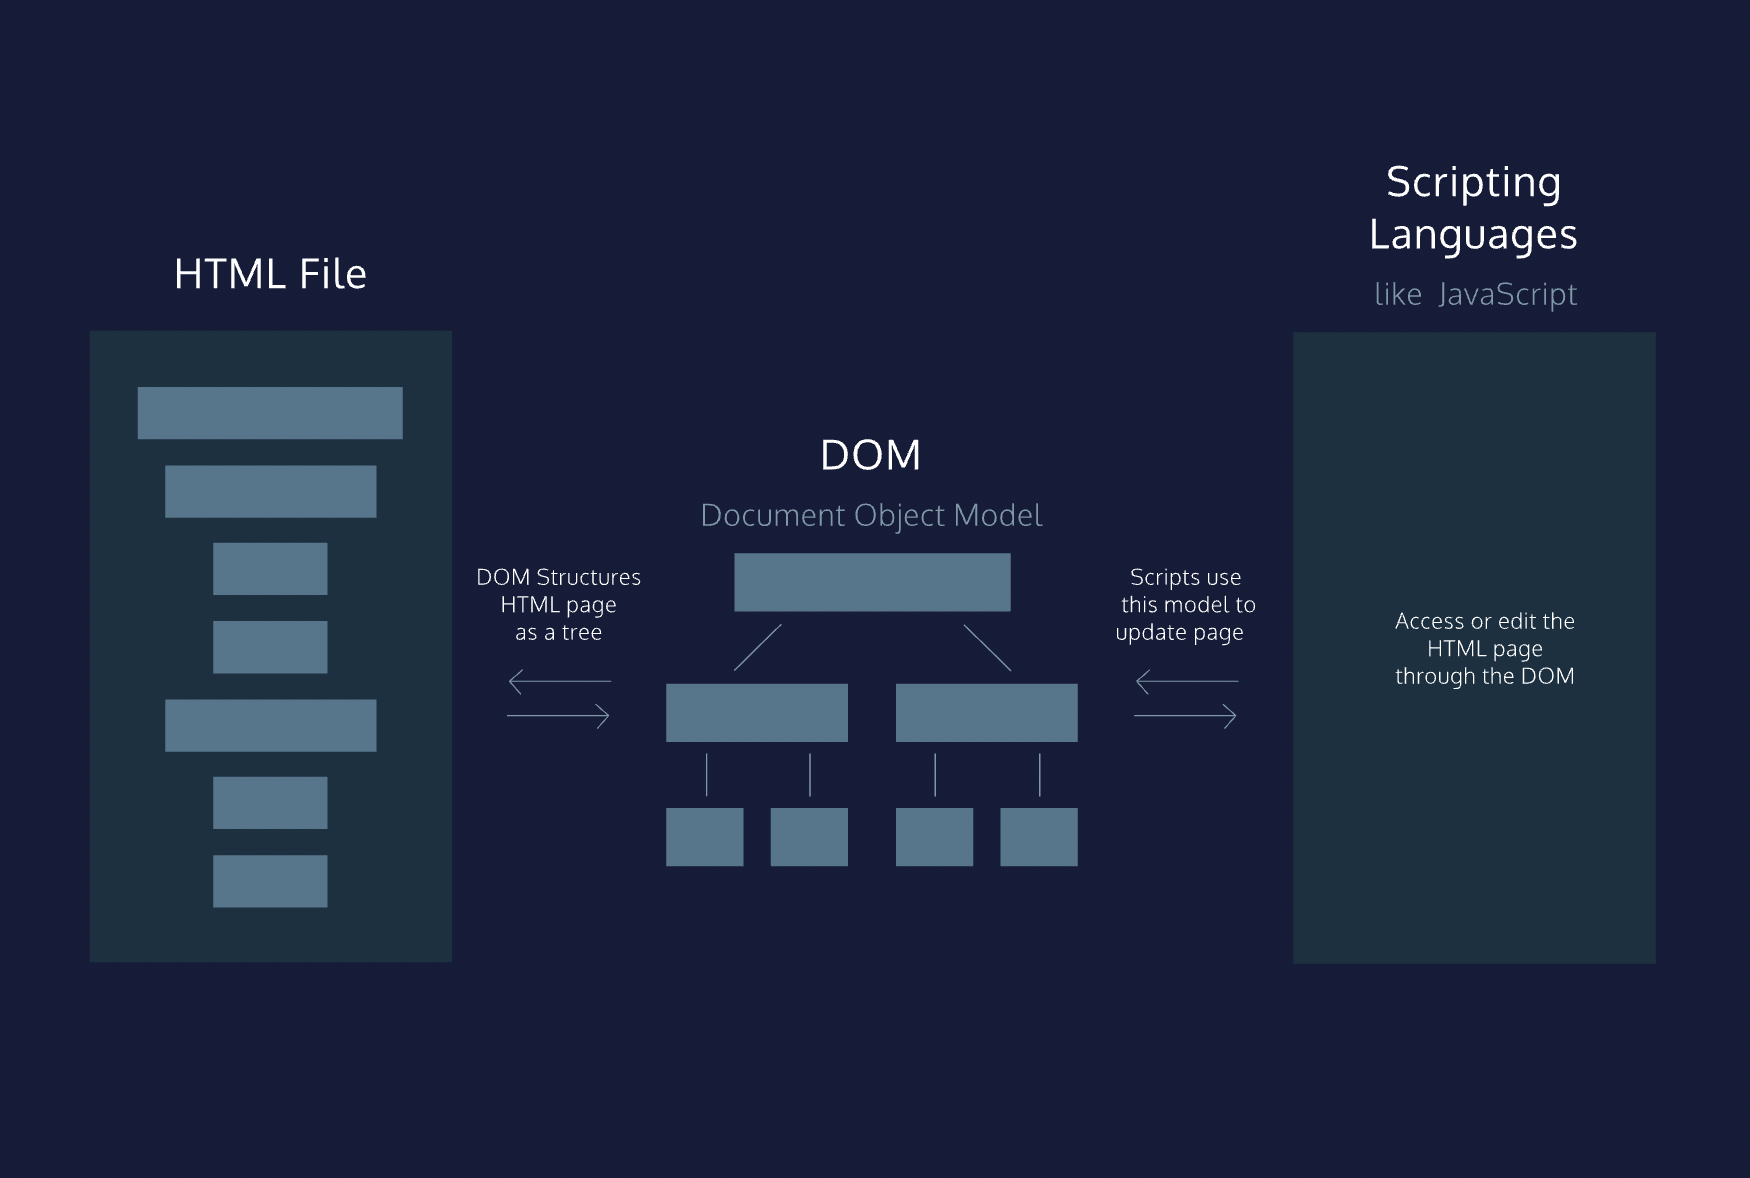 HTML File
DOM Structures
HTML page
as a tree
DOM
Document Object Model
Scripts use
this model to
update page
Scripting
Languages
like JavaScript
Access or edit the
HTML page
through the DOM